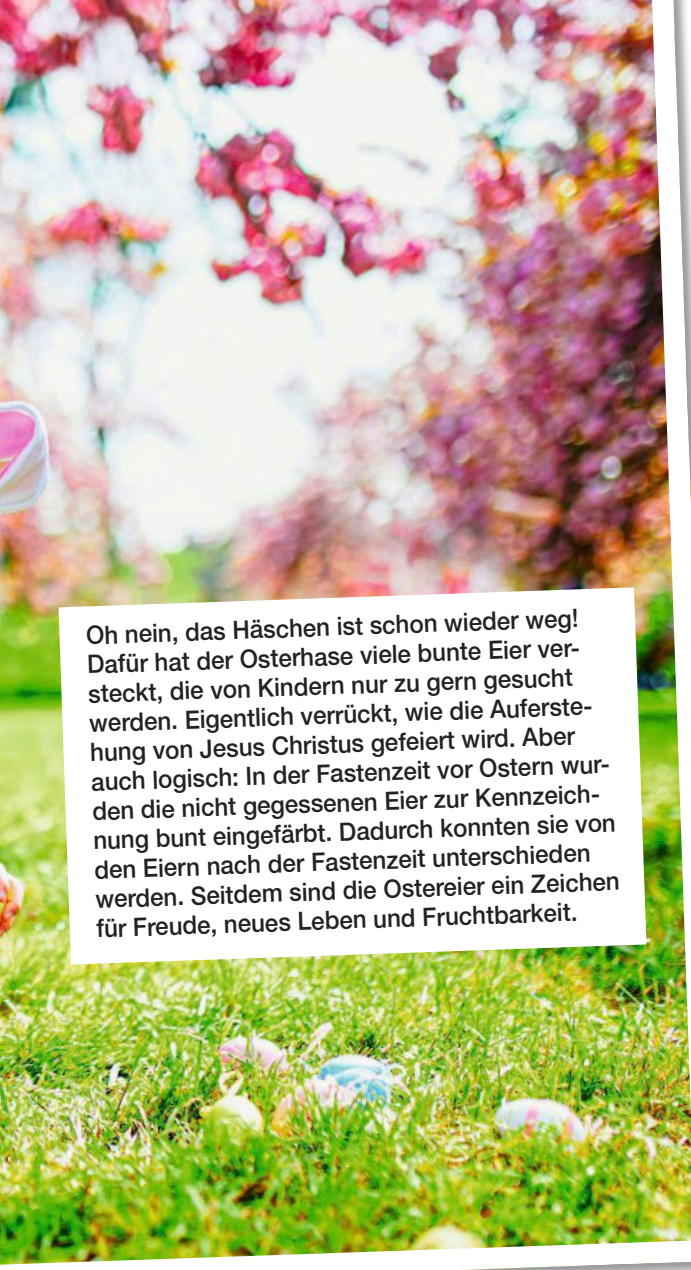 Oh nein, das Häschen ist schon wieder weg!
Dafür hat der Osterhase viele bunte Eier ver-
steckt, die von Kindern nur zu gern gesucht
werden. Eigentlich verrückt, wie die Auferste-
hung von Jesus Christus gefeiert wird. Aber
auch logisch: In der Fastenzeit vor Ostern wur-
den die nicht gegessenen Eier zur Kennzeich-
nung bunt eingefärbt. Dadurch konnten sie von
den Eiern nach der Fastenzeit unterschieden
werden. Seitdem sind die Ostereier ein Zeichen
für Freude, neues Leben und Fruchtbarkeit.